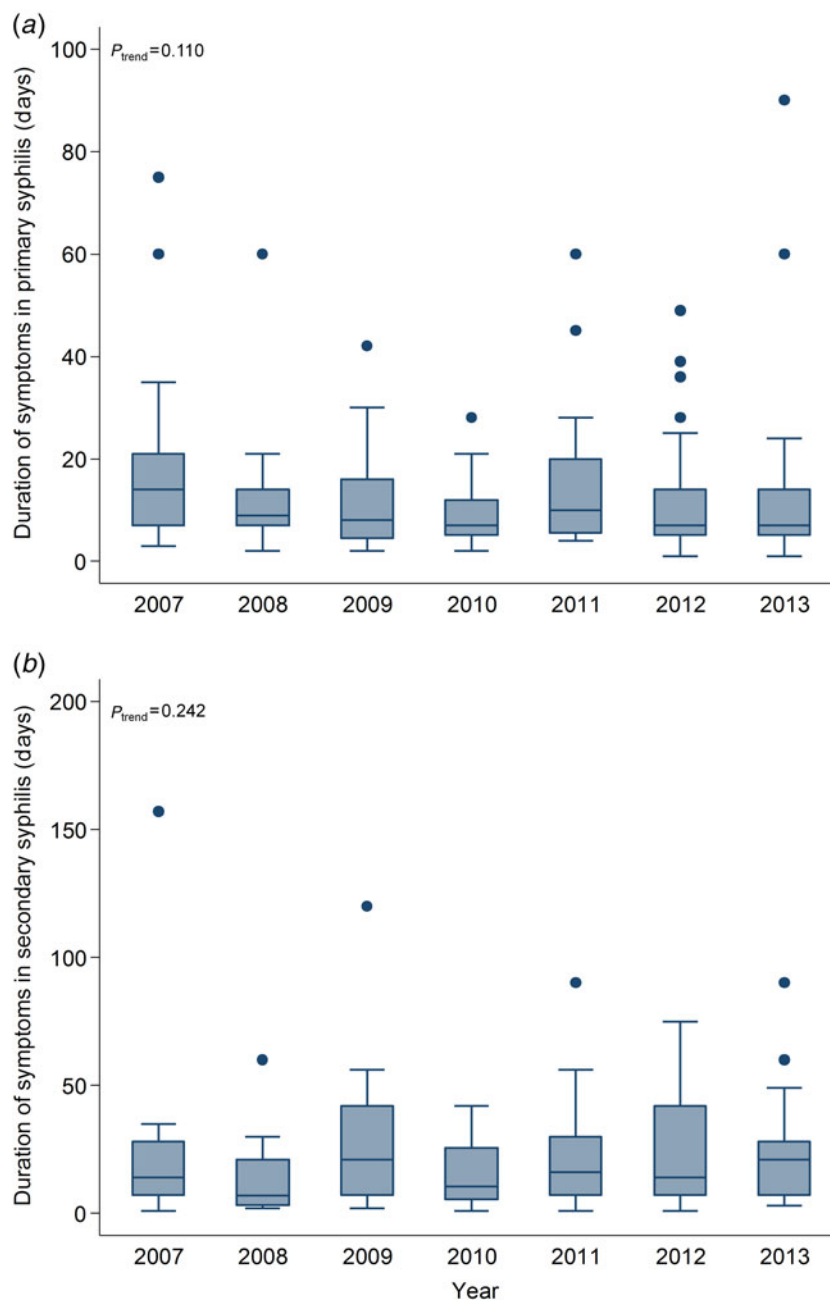 (a)
P trend = 0.110
Duration of symptoms in primary syphilis (days)
100
80
60
40
20
0
2007 2008 2009 2010 2011 2012 2013
(b)
P trend = 0.242
Duration of symptoms in secondary syphilis (days)
200
150
100
50
0
2007 2008 2009 2010 2011 2012 2013
Year